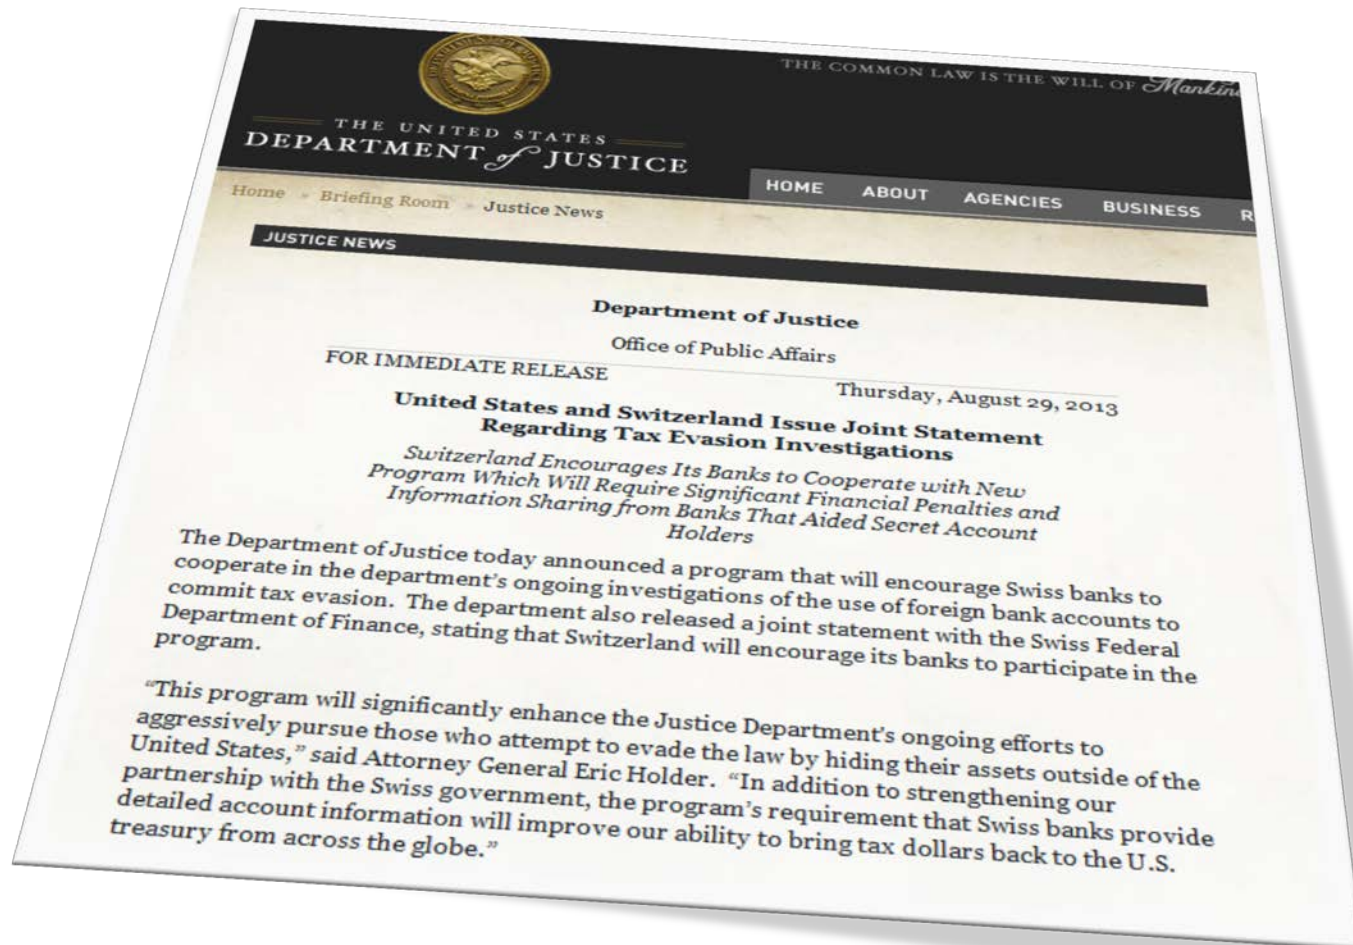 THE COMMON LAW IS THE WILL OF Mankind
THE UNITED STATES
DEPARTMENT of JUSTICE
HOME ABOUT AGENCIES BUSINESS R
Home » Briefing Room » Justice News
JUSTICE NEWS
Department of Justice
Office of Public Affairs
FOR IMMEDIATE RELEASE
Thursday, August 29, 2013
United States and Switzerland Issue Joint Statement
Regarding Tax Evasion Investigations
Switzerland Encourages Its Banks to Cooperate with New
Program Which Will Require Significant Financial Penalties and
Information Sharing from Banks That Aided Secret Account
Holders
The Department of Justice today announced a program that will encourage Swiss banks to
cooperate in the department's ongoing investigations of the use of foreign bank accounts to
commit tax evasion.  The department also released a joint statement with the Swiss Federal
Department of Finance, stating that Switzerland will encourage its banks to participate in the
program.
“This program will significantly enhance the Justice Department's ongoing efforts to
aggressively pursue those who attempt to evade the law by hiding their assets outside of the
United States,” said Attorney General Eric Holder.  “In addition to strengthening our
partnership with the Swiss government, the program's requirement that Swiss banks provide
detailed account information will improve our ability to bring tax dollars back to the U.S.
treasury from across the globe.”